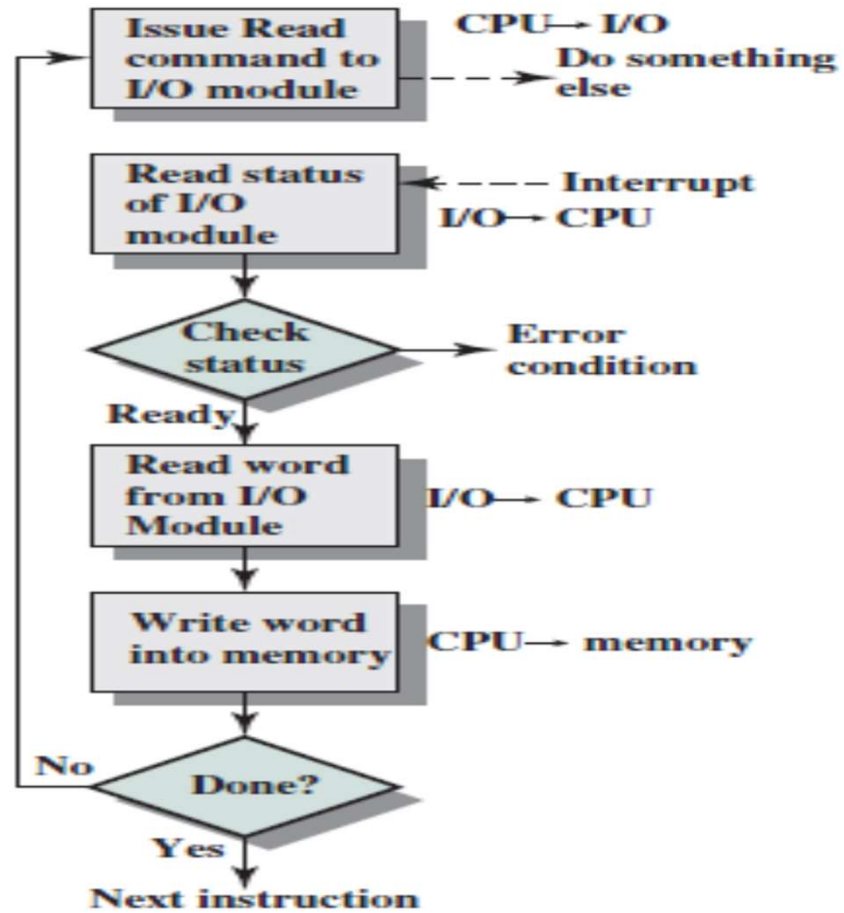 Issue Read
command to
I/O module
CPU→ I/O
Do something
else
Read status
of I/O
module
Interrupt
I/O→ CPU
Check
status
Error
condition
Ready
Read word
from I/O
Module
I/O→ CPU
Write word
into memory
CPU→ memory
No
Done?
Yes
Next instruction